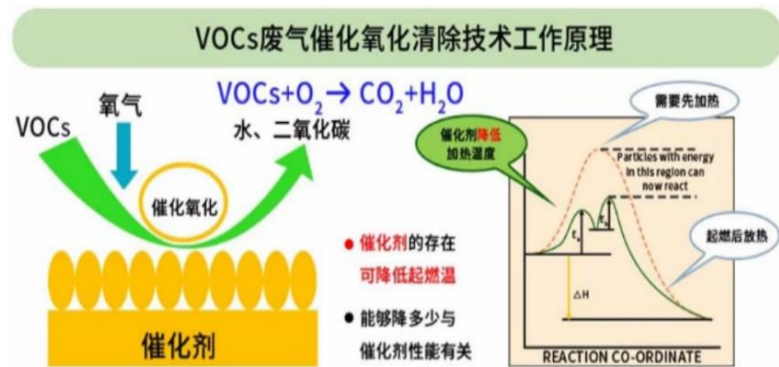 VOCs废气催化氧化清除技术工作原理
VOCs+O₂→ CO₂+H₂O
氧气
VOCs
水、二氧化碳
催化氧化
催化剂
● 催化剂的存在
可降低起燃温
● 能够降多少与
催化剂性能有关
需要先加热
催化剂降低
加热温度
Particles with energy
in this region can
now react
起燃后放热
Eₐ
Eₐ
△H
REACTION CO-ORDINATE